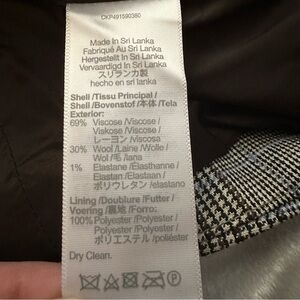 CKP491590360
Made In Sri Lanka
Fabriqué Au Sri Lanka
Hergestellt In Sri Lanka
Vervaardigd In Sri Lanka
スリランカ製
hecho en sri lanka
Shell /Tissu Principal /
Shell /Bovenstof /本体 /Tela
Exterior:
69% Viscose /Viscose /
Viskose /Viscose /
レーヨン /Viscosa
30% Wool /Laine /Wolle /
Wol /毛 /lana
1% Elastane /Elasthanne /
Elastan /Elastaan /
ポリウレタン /elastano
Lining /Doublure /Futter /
Voering /裏地 /Forro:
100% Polyester /Polyester /
Polyester /Polyester /
ポリエステル /poliéster
Dry Clean.
P